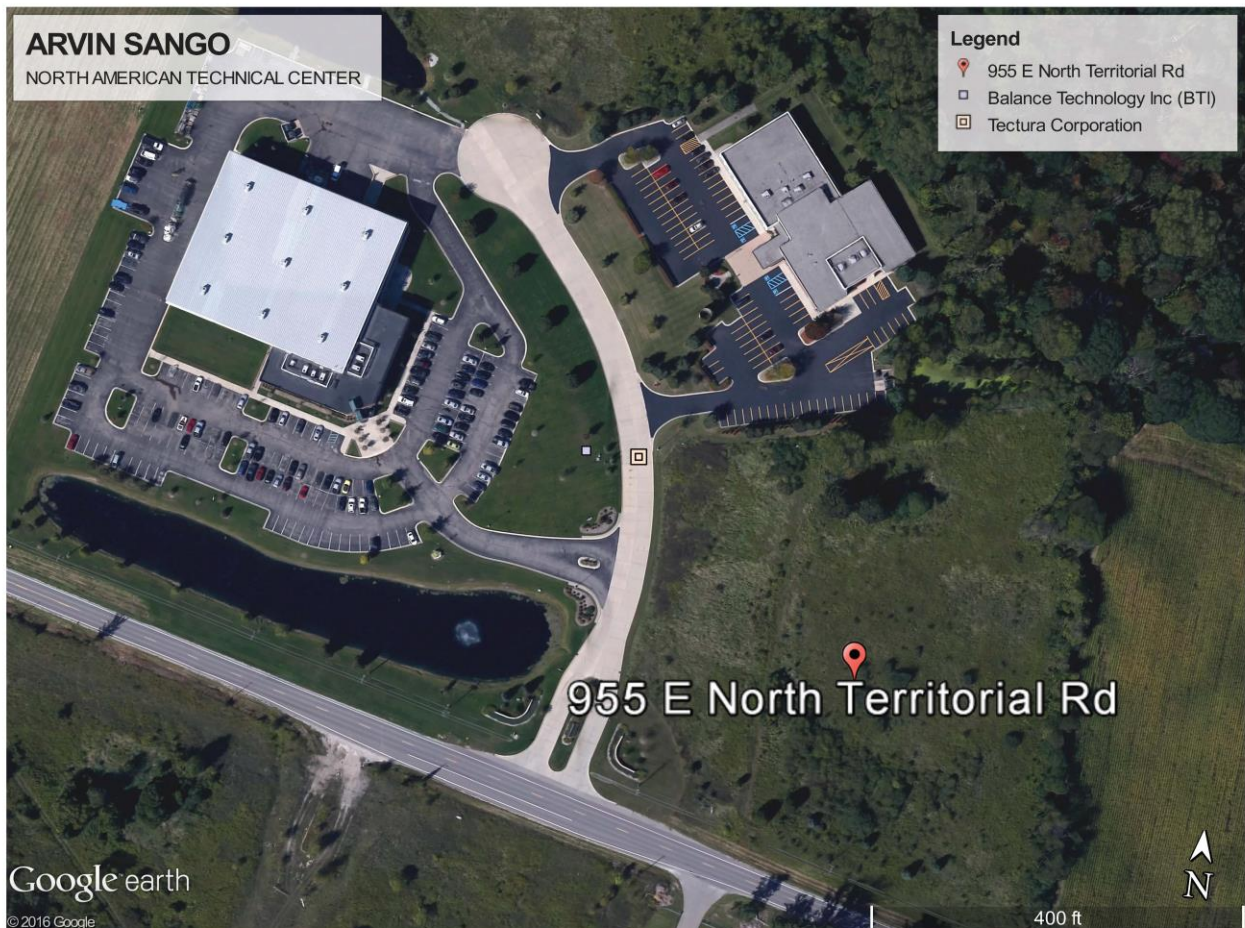 ARVIN SANGO
NORTH AMERICAN TECHNICAL CENTER
Legend
955 E North Territorial Rd
Balance Technology Inc (BTI)
Tectura Corporation
955 E North Territorial Rd
Google earth
© 2016 Google
N
400 ft